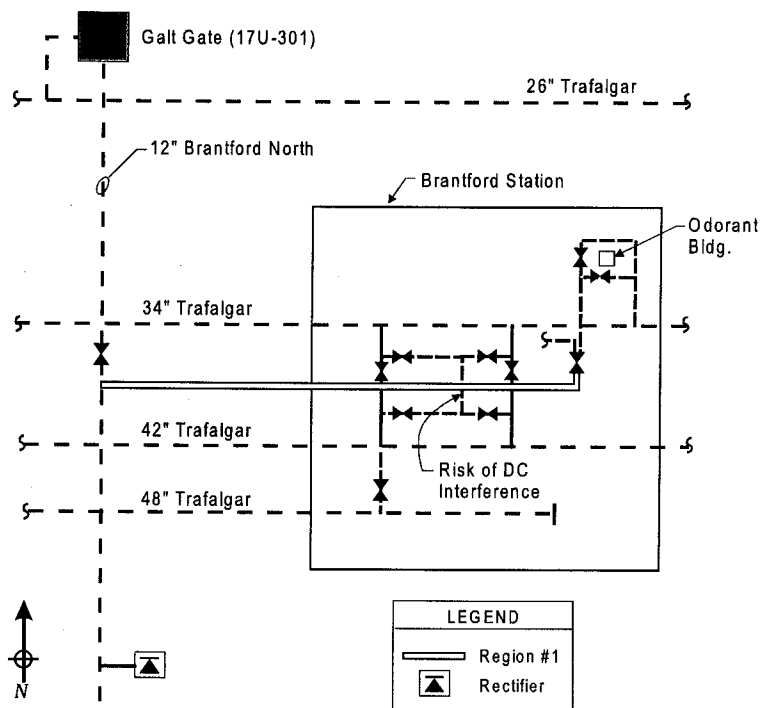 Galt Gate (17U-301)
26" Trafalgar
12" Brantford North
Brantford Station
Odorant
Bldg.
34" Trafalgar
42" Trafalgar
Risk of DC
Interference
48" Trafalgar
LEGEND
Region #1
Rectifier
N